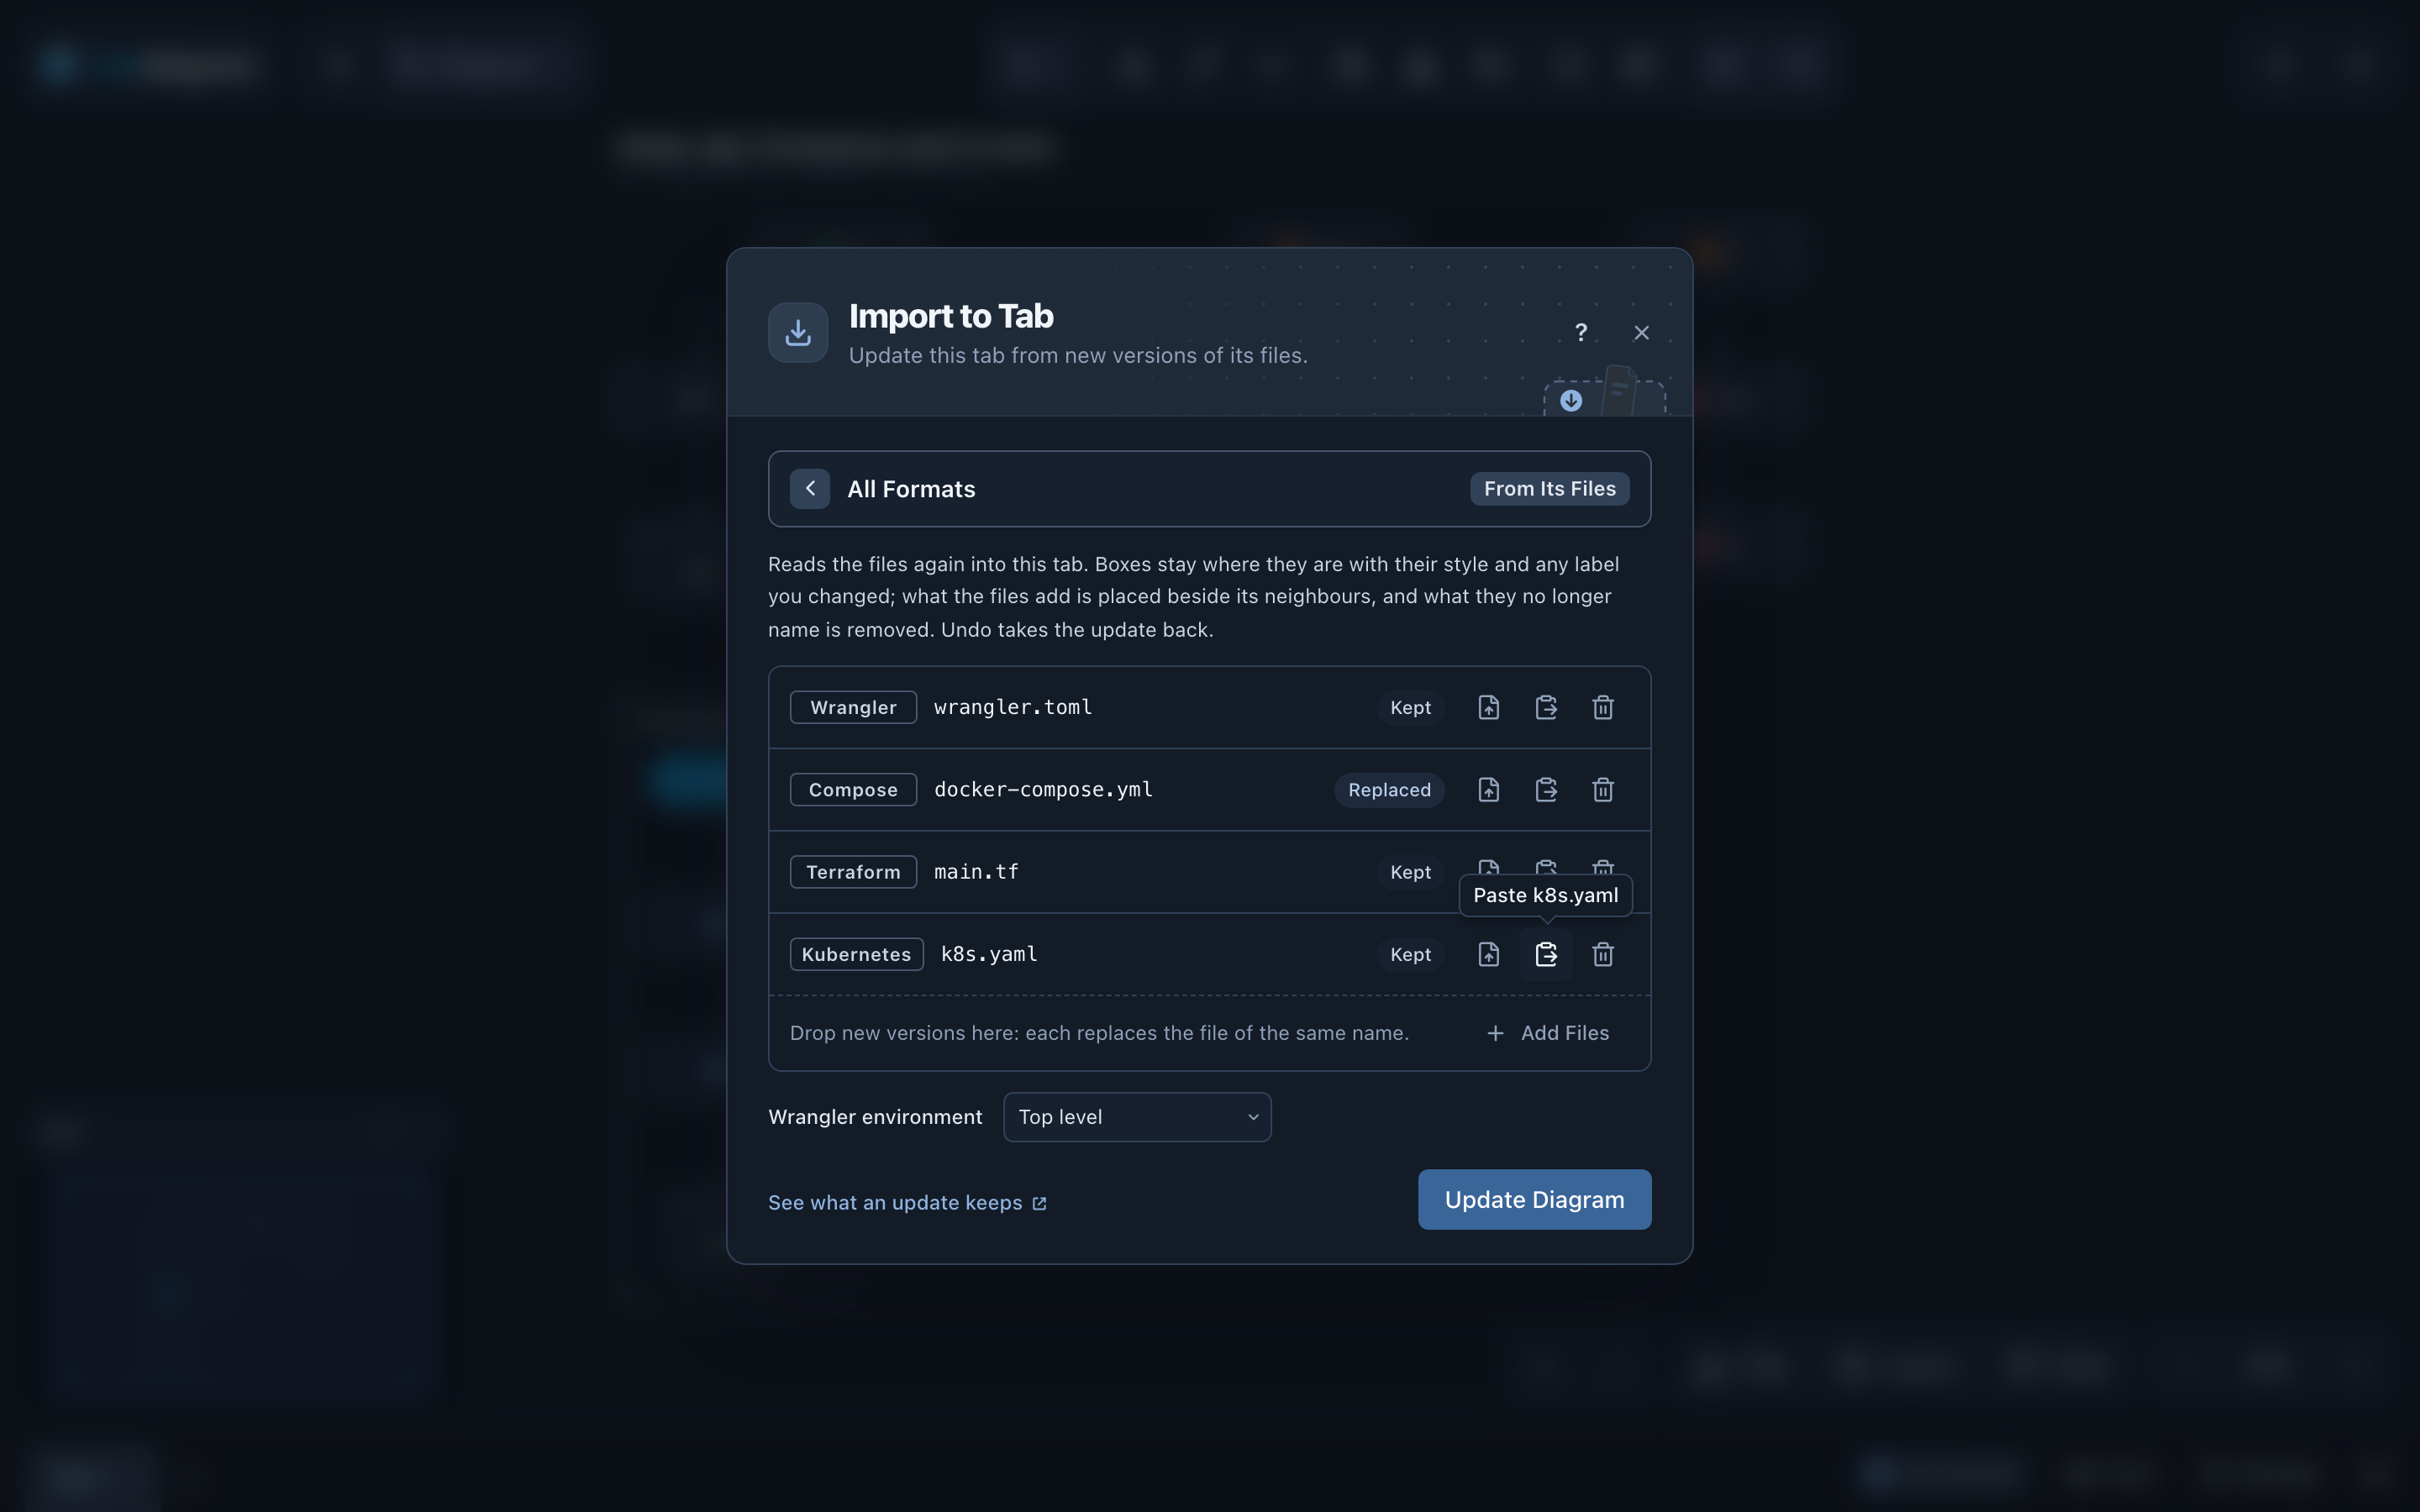 Import to Tab
Update this tab from new versions of its files.
?
All Formats
From Its Files
Reads the files again into this tab. Boxes stay where they are with their style and any label
you changed; what the files add is placed beside its neighbours, and what they no longer
name is removed. Undo takes the update back.
Wrangler wrangler.toml Kept
Compose docker-compose.yml Replaced
Terraform main.tf Kept
Paste k8s.yaml
Kubernetes k8s.yaml Kept
Drop new versions here: each replaces the file of the same name. + Add Files
Wrangler environment Top level
See what an update keeps
Update Diagram